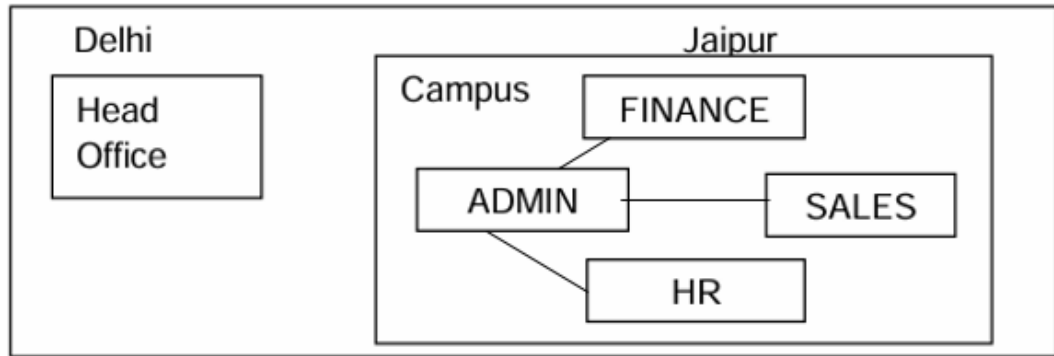 Delhi
Jaipur
Head
Office
Campus
FINANCE
ADMIN
SALES
HR